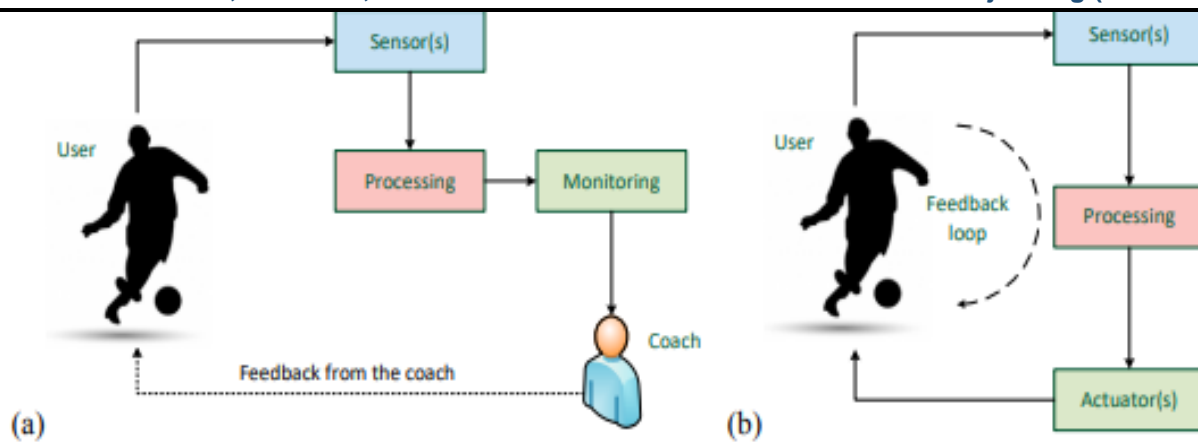 Sensor(s)
User
Processing
Monitoring
Coach
Feedback from the coach
(a)
Sensor(s)
User
Feedback
loop
Processing
Actuator(s)
(b)